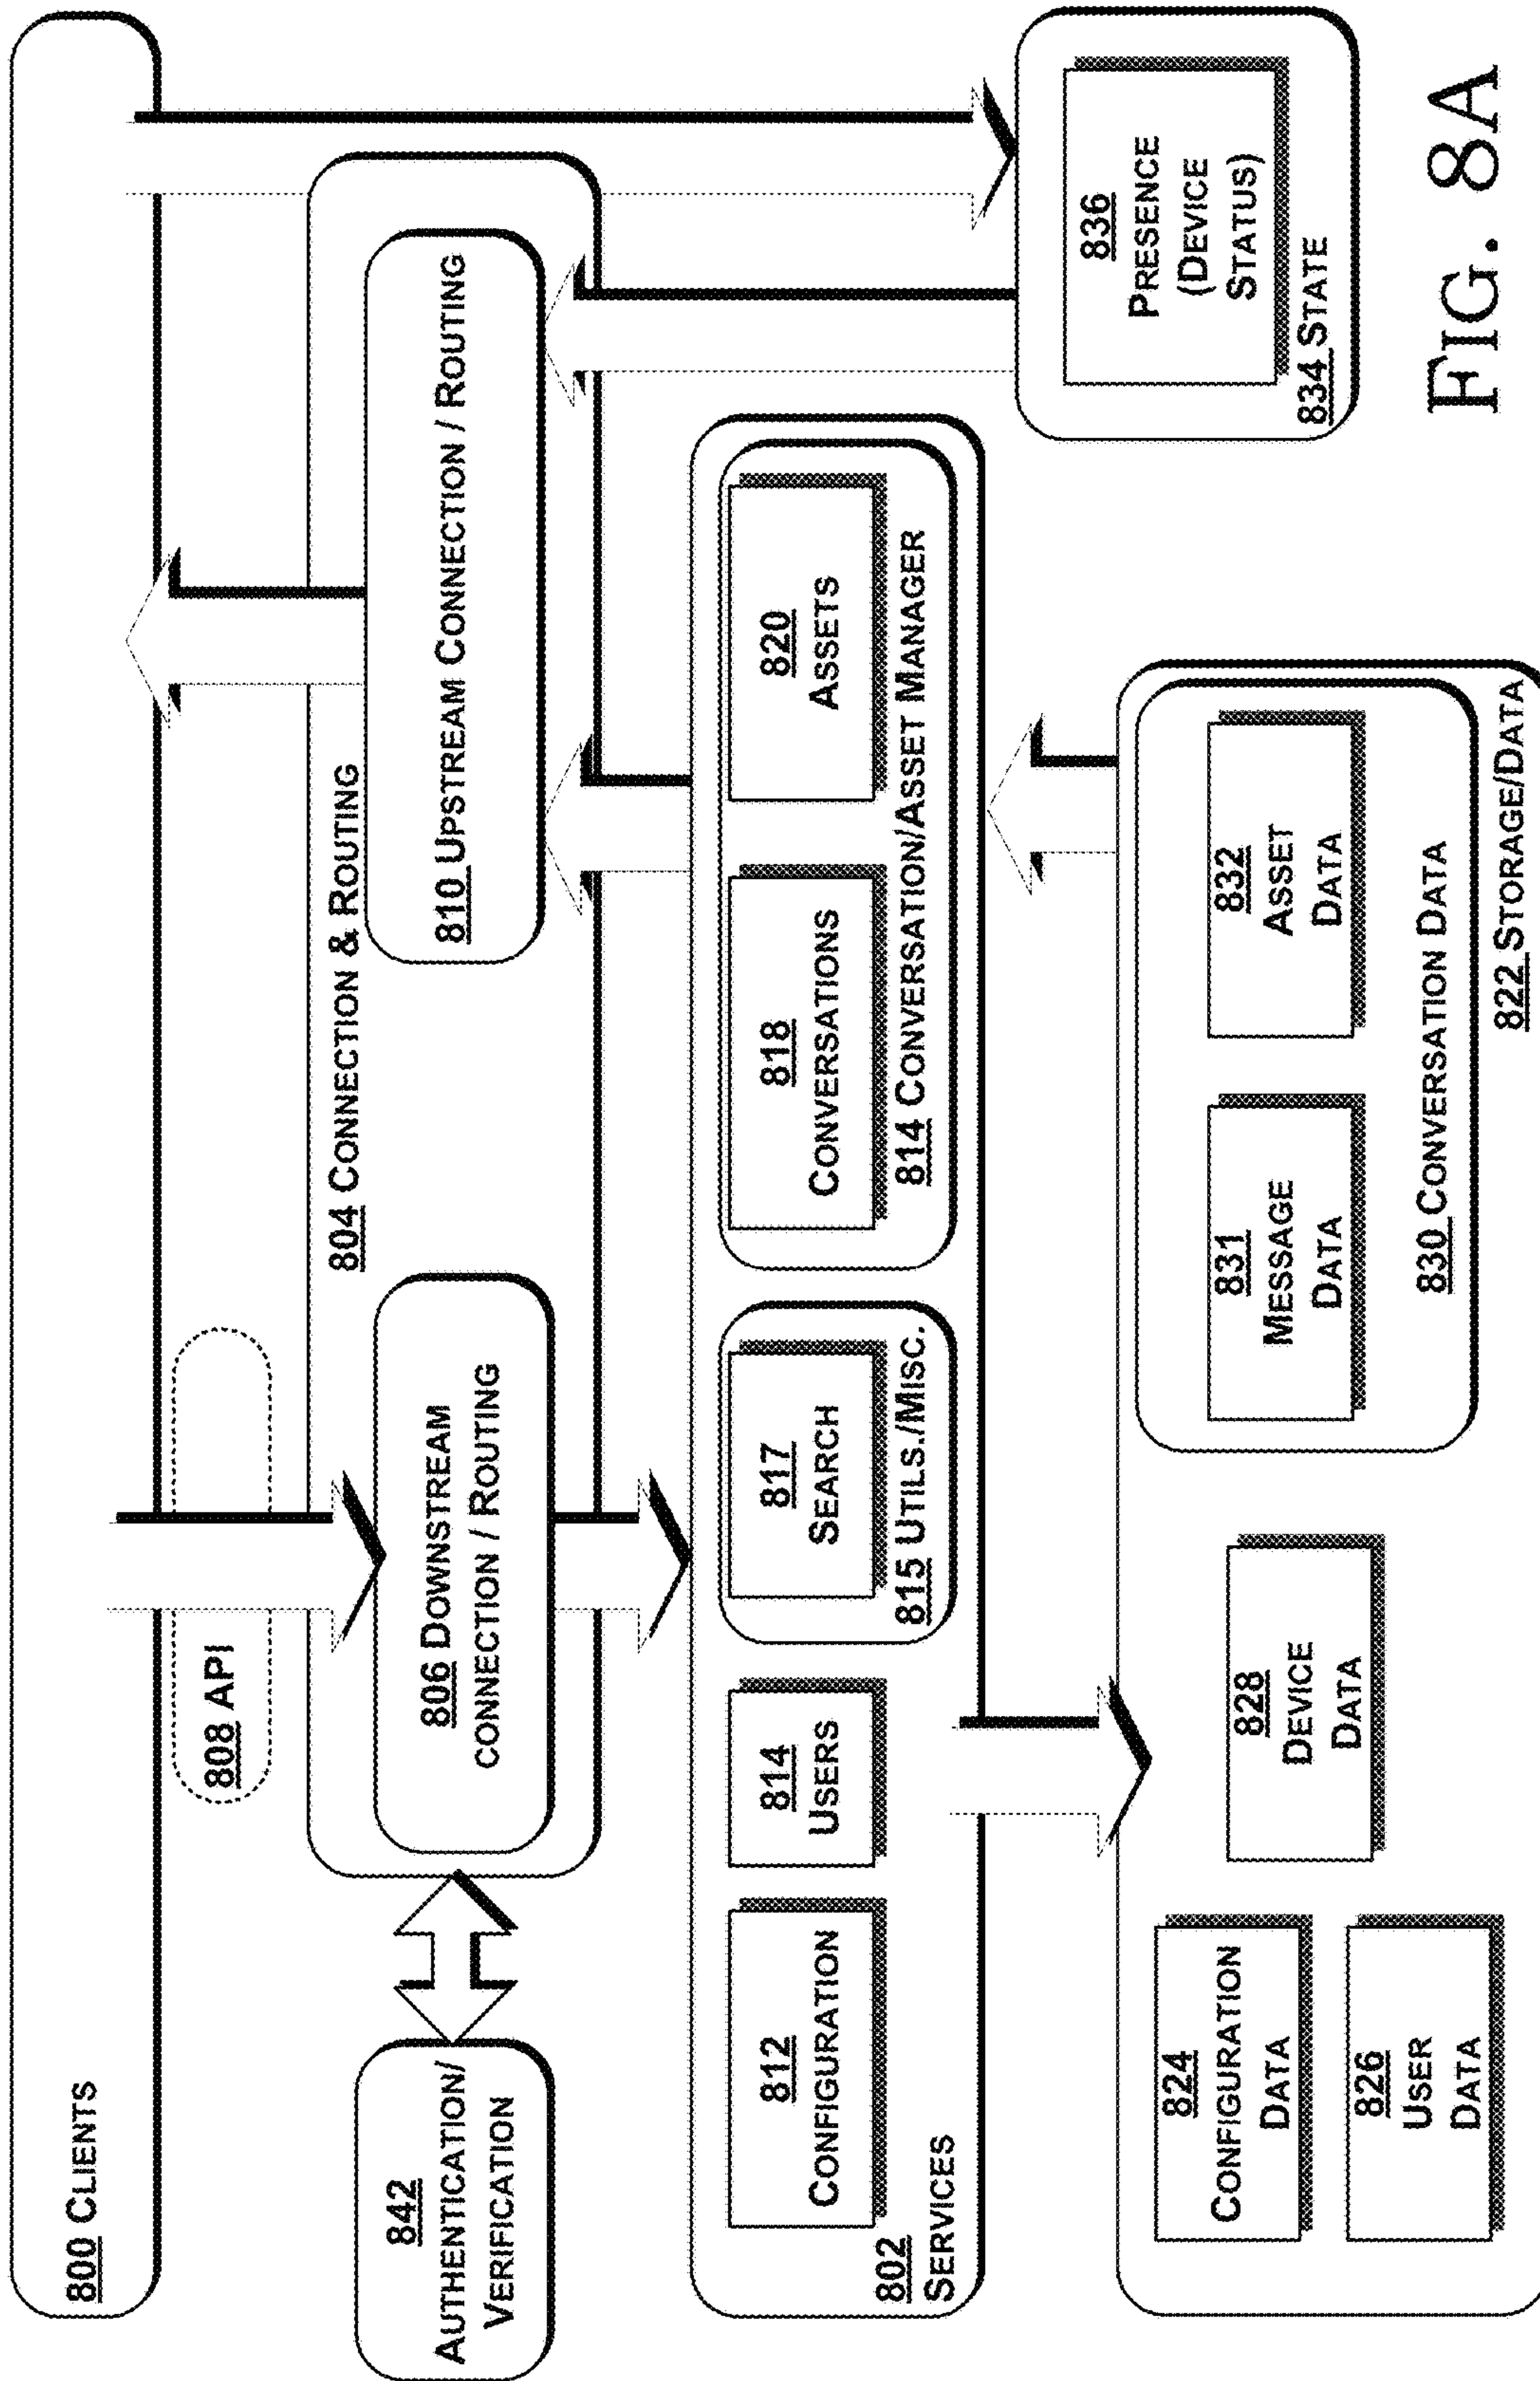 800 CLIENTS
808 API
804 CONNECTION & ROUTING
842
AUTHENTICATION/
VERIFICATION
806 DOWNSTREAM
CONNECTION / ROUTING
810 UPSTREAM CONNECTION / ROUTING
812
CONFIGURATION
814
USERS
817
SEARCH
815 UTILS./MISC.
818
CONVERSATIONS
820
ASSETS
814 CONVERSATION/ASSET MANAGER
802
SERVICES
824
CONFIGURATION
DATA
826
USER
DATA
828
DEVICE
DATA
831
MESSAGE
DATA
832
ASSET
DATA
830 CONVERSATION DATA
822 STORAGE/DATA
836
PRESENCE
(DEVICE
STATUS)
834 STATE
FIG. 8A